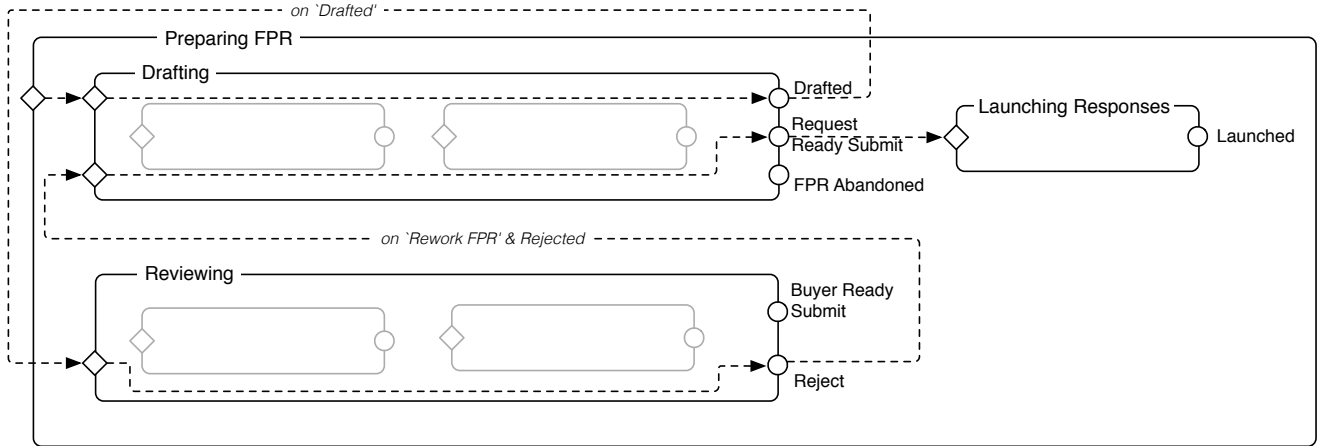 on `Drafted'
Preparing FPR
Drafting
Drafted
Launching Responses
Request
Ready Submit
Launched
FPR Abandoned
on `Rework FPR' & Rejected
Reviewing
Buyer Ready
Submit
Reject